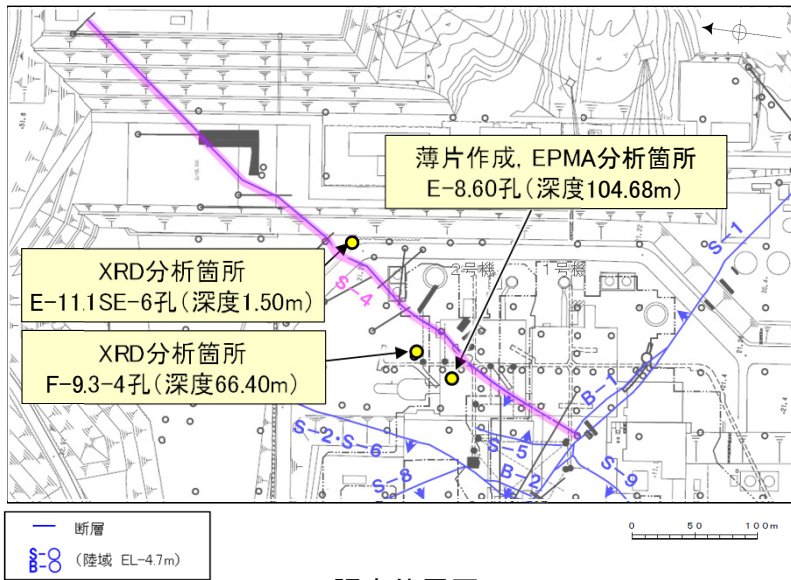 薄片作成，EPMA分析箇所
E-8.60孔(深度104.68m)
XRD分析箇所
E-11.1SE-6孔(深度1.50m)
XRD分析箇所
F-9.3-4孔(深度66.40m)
S-1
S-4
2号機
1号機
B-1
S-2・S-6
S-5
S-8
B-2
S-9
断層
S-○
B-○
(陸域 EL-4.7m)
0 50 100m